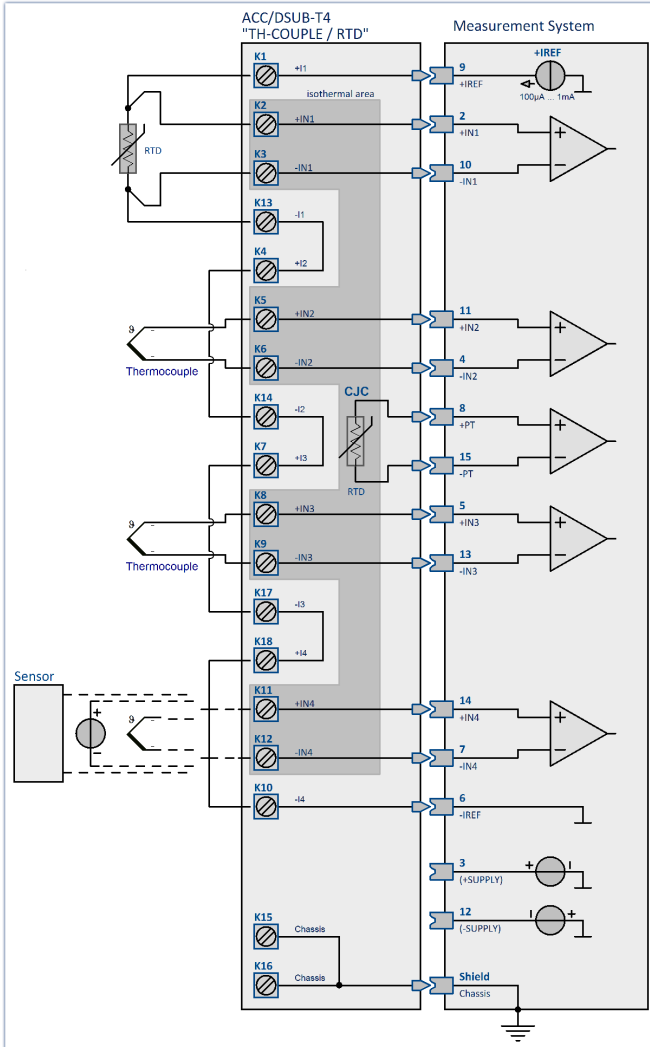 ACC/DSUB-T4
"TH-COUPLE / RTD"
Measurement System
K1
+I1
9
+IREF
+IREF
100µA ... 1mA
isothermal area
K2
+IN1
2
+IN1
RTD
K3
-IN1
10
-IN1
K13
-I1
K4
+I2
K5
+IN2
11
+IN2
ϑ
Thermocouple
K6
-IN2
4
-IN2
K14
-I2
CJC
8
+PT
K7
+I3
15
-PT
RTD
K8
+IN3
5
+IN3
ϑ
Thermocouple
K9
-IN3
13
-IN3
K17
-I3
K18
+I4
Sensor
K11
+IN4
14
+IN4
+
ϑ
−
K12
-IN4
7
-IN4
K10
-I4
6
-IREF
3
(+SUPPLY)
12
(-SUPPLY)
K15
Chassis
K16
Chassis
Shield
Chassis